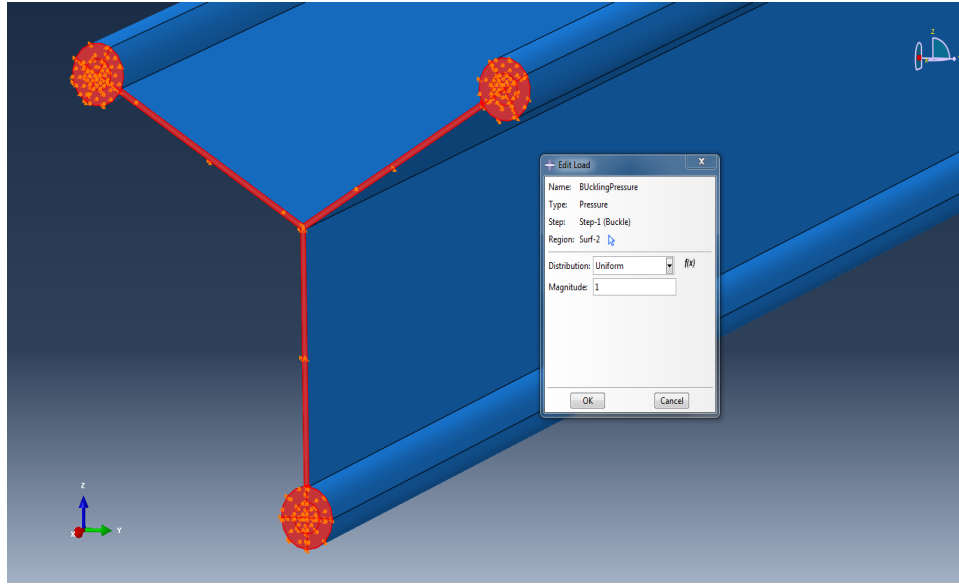 Z
Edit Load
X
Name: BUcklingPressure
Type: Pressure
Step: Step-1 (Buckle)
Region: Surf-2
Distribution: Uniform f(x)
Magnitude: 1
OK Cancel
Z
X Y